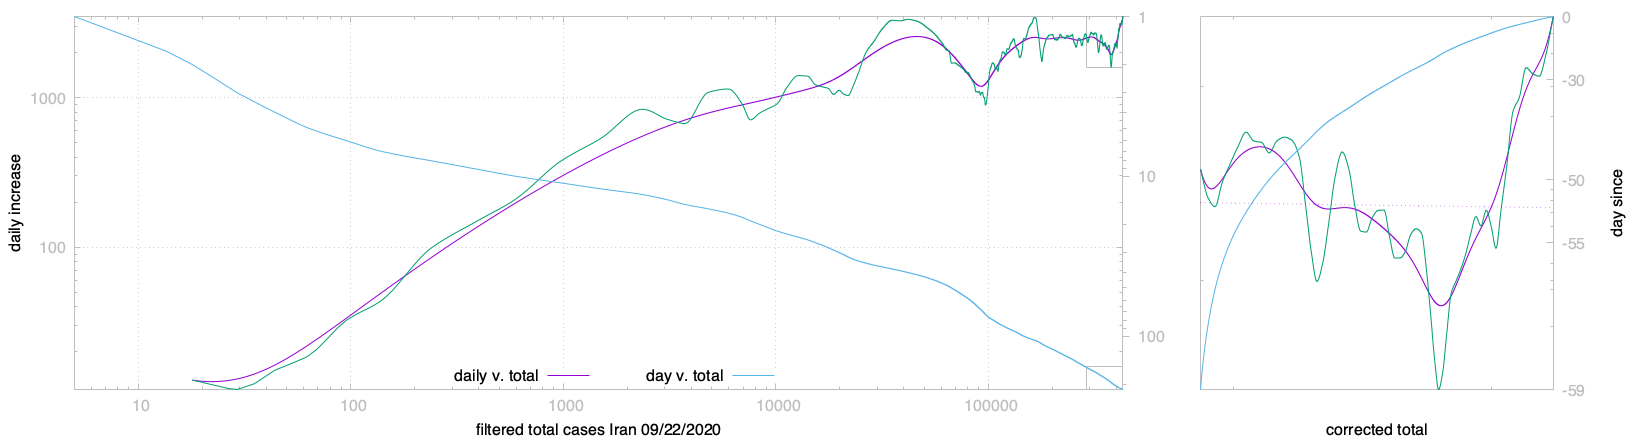 1
0
-30
1000
daily increase
10
-50
day since
100
-55
100
daily v. total
day v. total
-59
10
100
1000
10000
100000
filtered total cases Iran 09/22/2020
corrected total